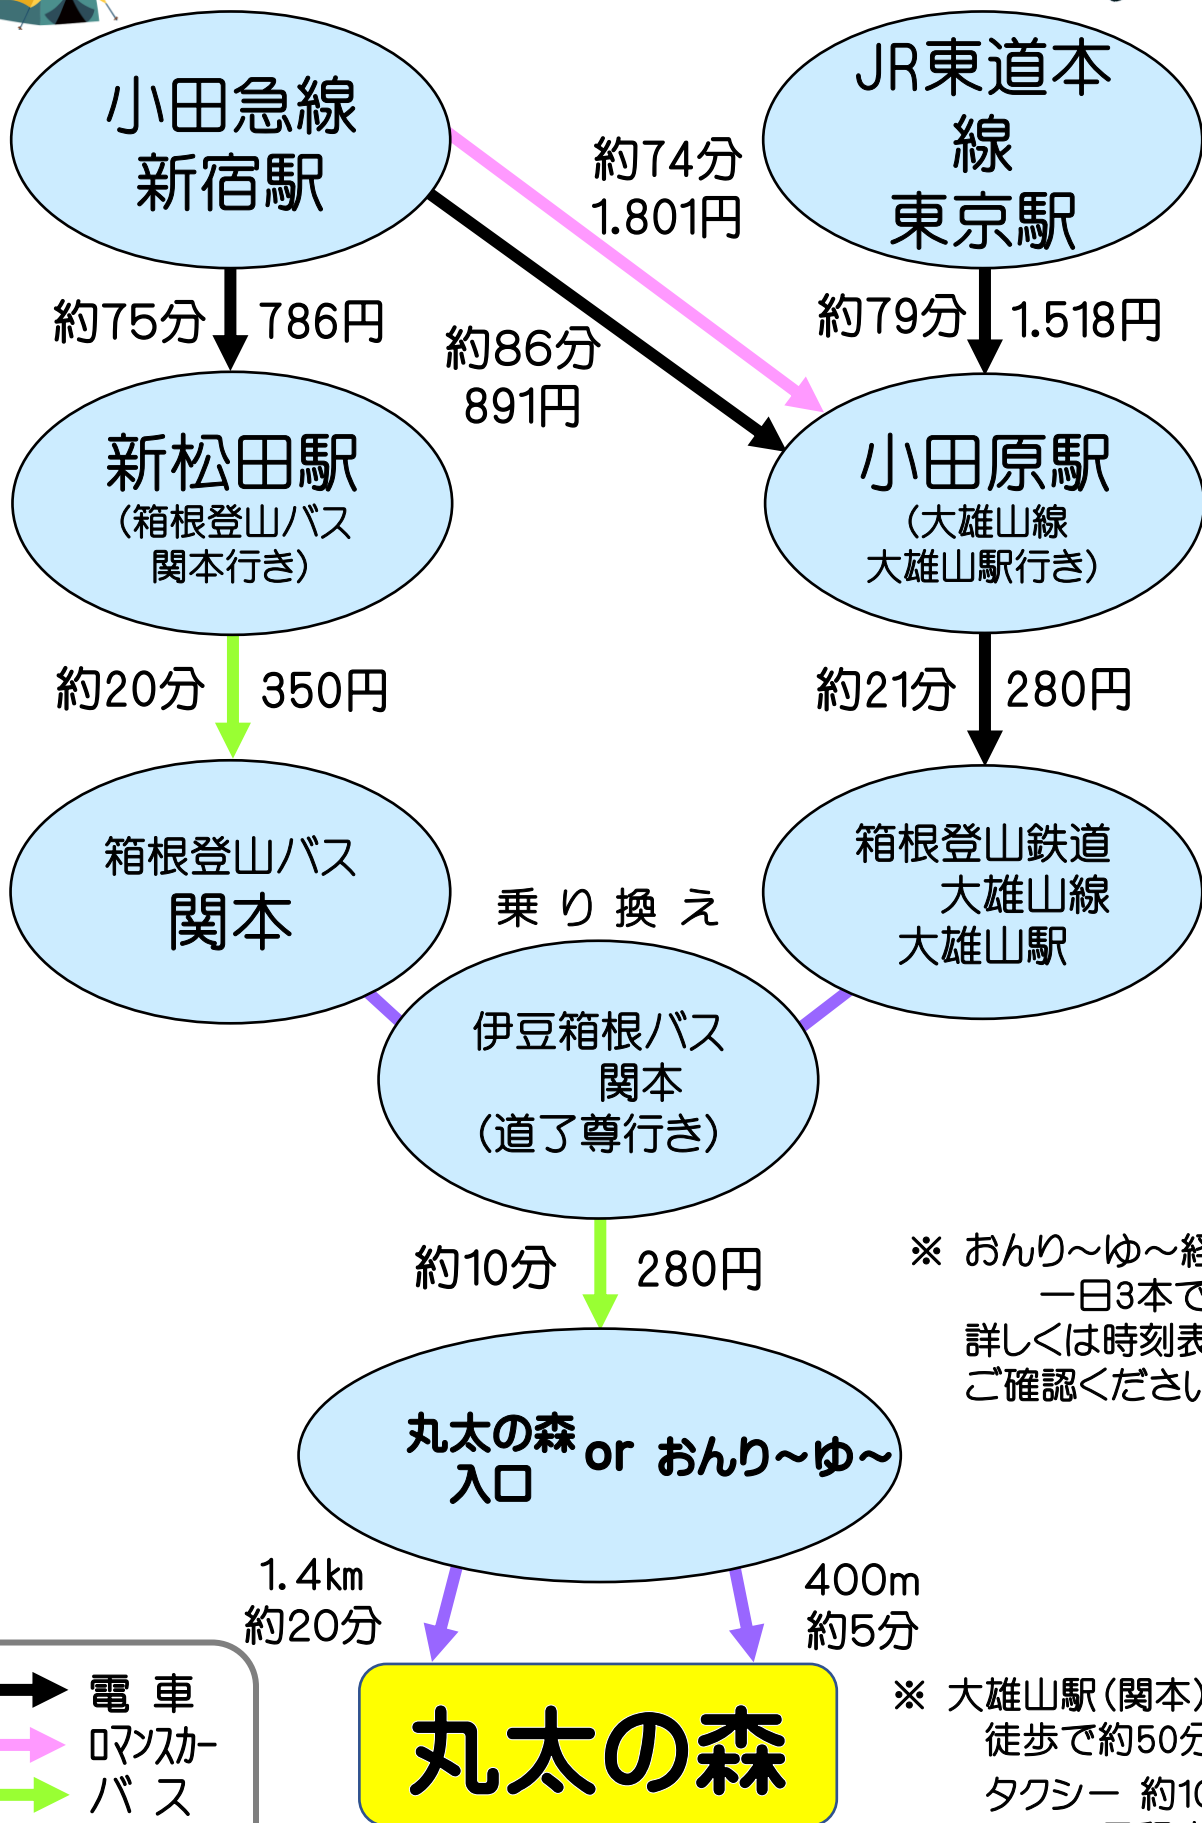 小田急線
新宿駅
JR東道本
線
東京駅
約74分
1.801円
約75分
786円
約86分
891円
約79分
1.518円
新松田駅
(箱根登山バス
関本行き)
小田原駅
(大雄山線
大雄山駅行き)
約20分
350円
約21分
280円
箱根登山バス
関本
箱根登山鉄道
大雄山線
大雄山駅
乗り換え
伊豆箱根バス
関本
(道了尊行き)
約10分
280円
※ おんり〜ゆ〜経
一日3本で
詳しくは時刻表
ご確認ください
丸太の森
入口
or おんり〜ゆ〜
1.4km
約20分
400m
約5分
丸太の森
電車
ロマンスカー
バス
※ 大雄山駅(関本)
徒歩で約50分
タクシー 約10